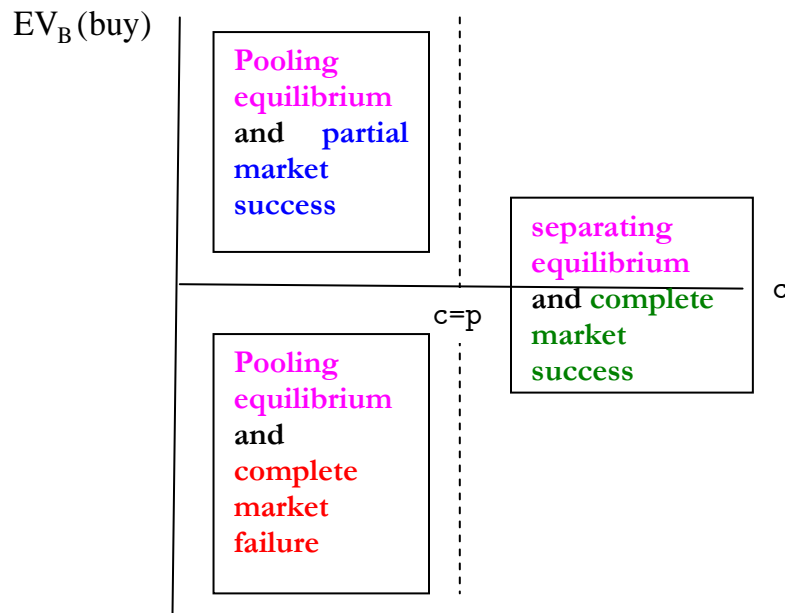 EV_B(buy)
Pooling
equilibrium
and partial
market
success
separating
equilibrium
and complete
market
success
c
c=p
Pooling
equilibrium
and
complete
market
failure